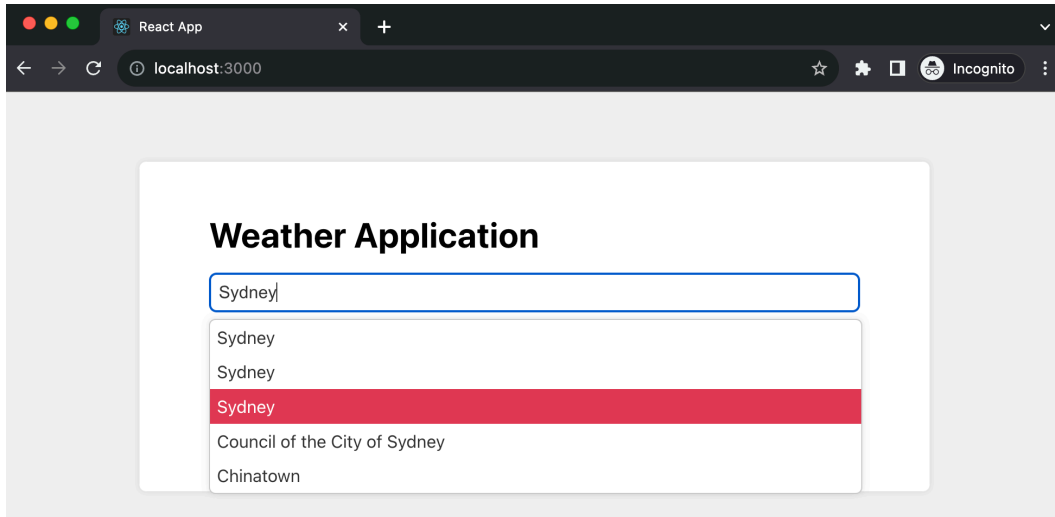 React App
localhost:3000
Incognito
Weather Application
Sydney
Sydney
Sydney
Sydney
Council of the City of Sydney
Chinatown